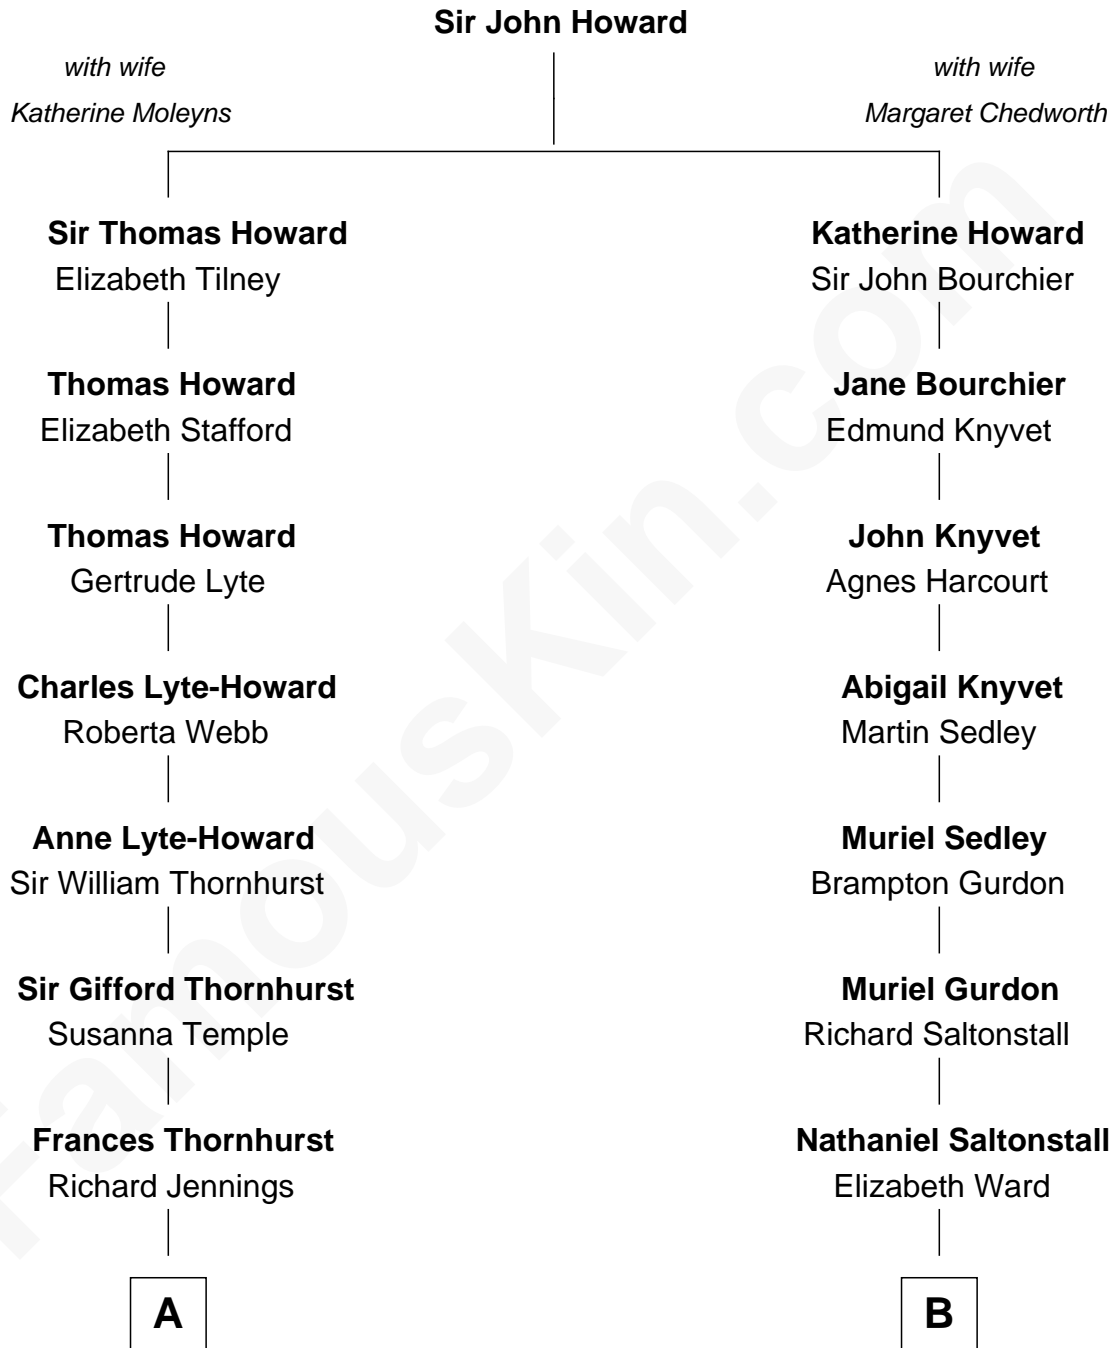 Sir John Howard
with wife
Katherine Moleyns
with wife
Margaret Chedworth
Sir Thomas Howard
Elizabeth Tilney
Katherine Howard
Sir John Bourchier
Thomas Howard
Elizabeth Stafford
Jane Bourchier
Edmund Knyvet
Thomas Howard
Gertrude Lyte
John Knyvet
Agnes Harcourt
Charles Lyte-Howard
Roberta Webb
Abigail Knyvet
Martin Sedley
Anne Lyte-Howard
Sir William Thornhurst
Muriel Sedley
Brampton Gurdon
Sir Gifford Thornhurst
Susanna Temple
Muriel Gurdon
Richard Saltonstall
Frances Thornhurst
Richard Jennings
Nathaniel Saltonstall
Elizabeth Ward
A
B
FamousKin.com